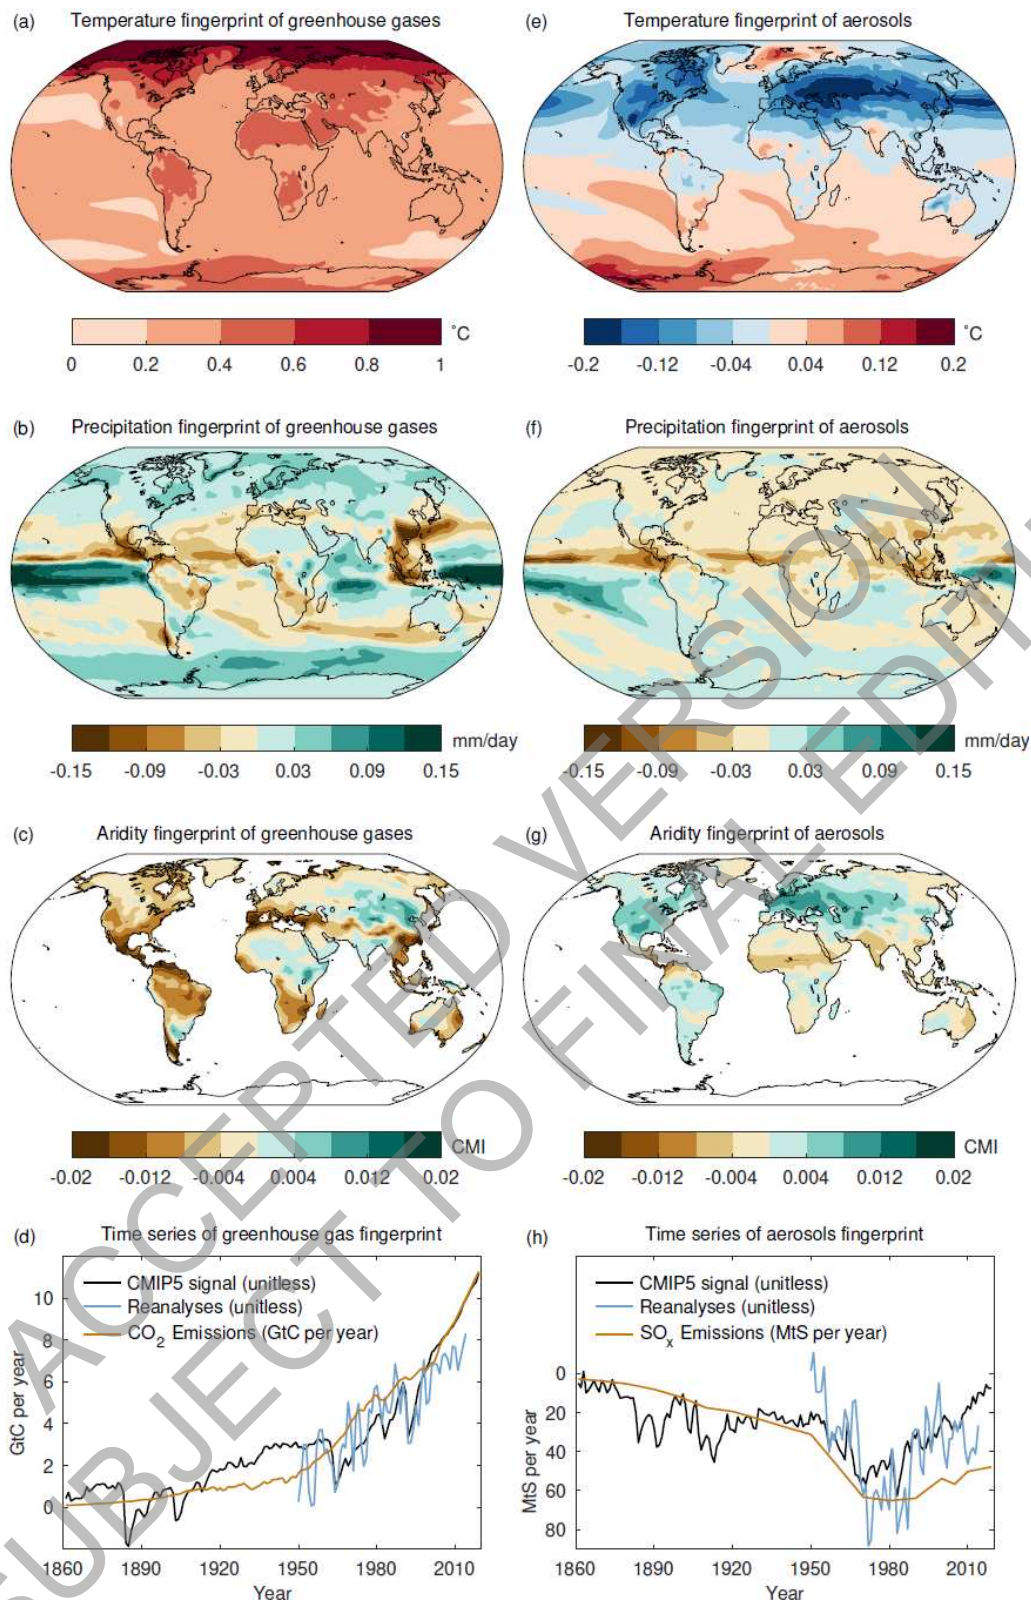 (a) Temperature fingerprint of greenhouse gases
0 0.2 0.4 0.6 0.8 1 °C
(e) Temperature fingerprint of aerosols
-0.2 -0.12 -0.04 0.04 0.12 0.2 °C
(b) Precipitation fingerprint of greenhouse gases
-0.15 -0.09 -0.03 0.03 0.09 0.15 mm/day
(f) Precipitation fingerprint of aerosols
-0.15 -0.09 -0.03 0.03 0.09 0.15 mm/day
(c) Aridity fingerprint of greenhouse gases
-0.02 -0.012 -0.004 0.004 0.012 0.02 CMI
(g) Aridity fingerprint of aerosols
-0.02 -0.012 -0.004 0.004 0.012 0.02 CMI
(d) Time series of greenhouse gas fingerprint
CMIP5 signal (unitless)
Reanalyses (unitless)
CO2 Emissions (GtC per year)
GtC per year
10
8
6
4
2
0
1860 1890 1920 1950 1980 2010
Year
(h) Time series of aerosols fingerprint
CMIP5 signal (unitless)
Reanalyses (unitless)
SOx Emissions (MtS per year)
MtS per year
0
20
40
60
80
1860 1890 1920 1950 1980 2010
Year
ACCEPTED VERSION
SUBJECT TO FINAL EDIT